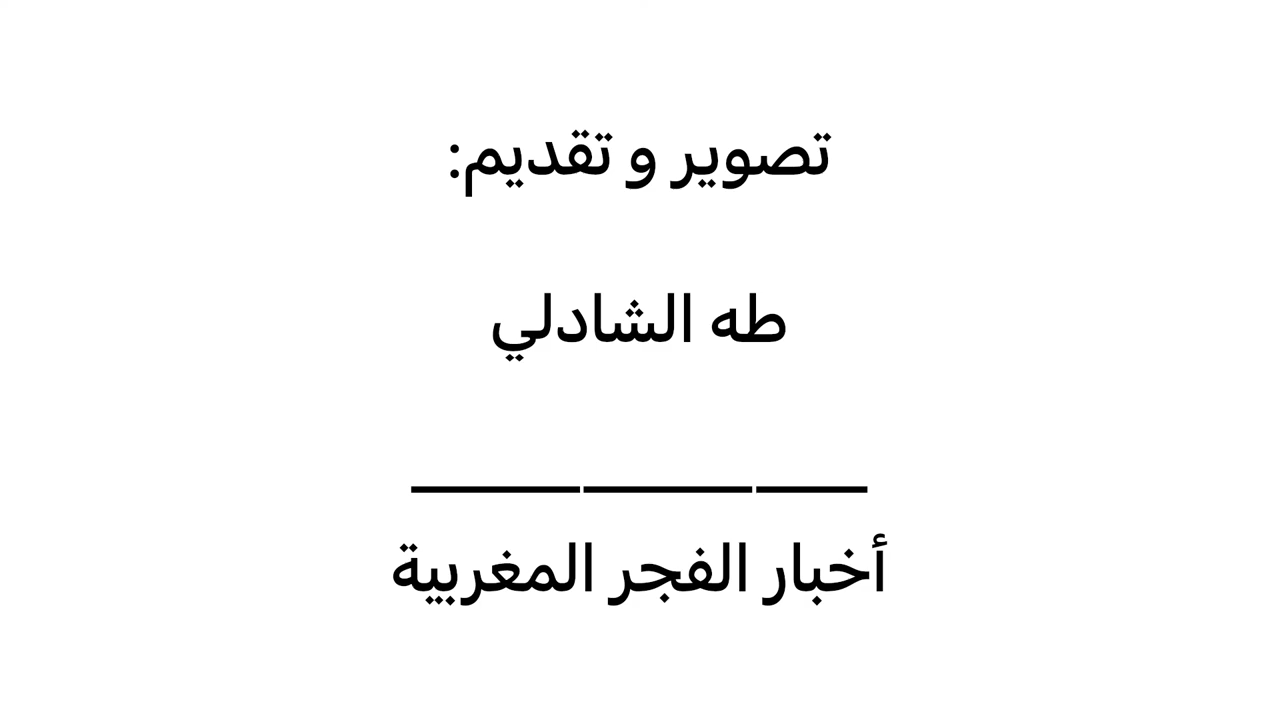 تصوير و تقديم:
طه الشادلي
أخبار الفجر المغربية